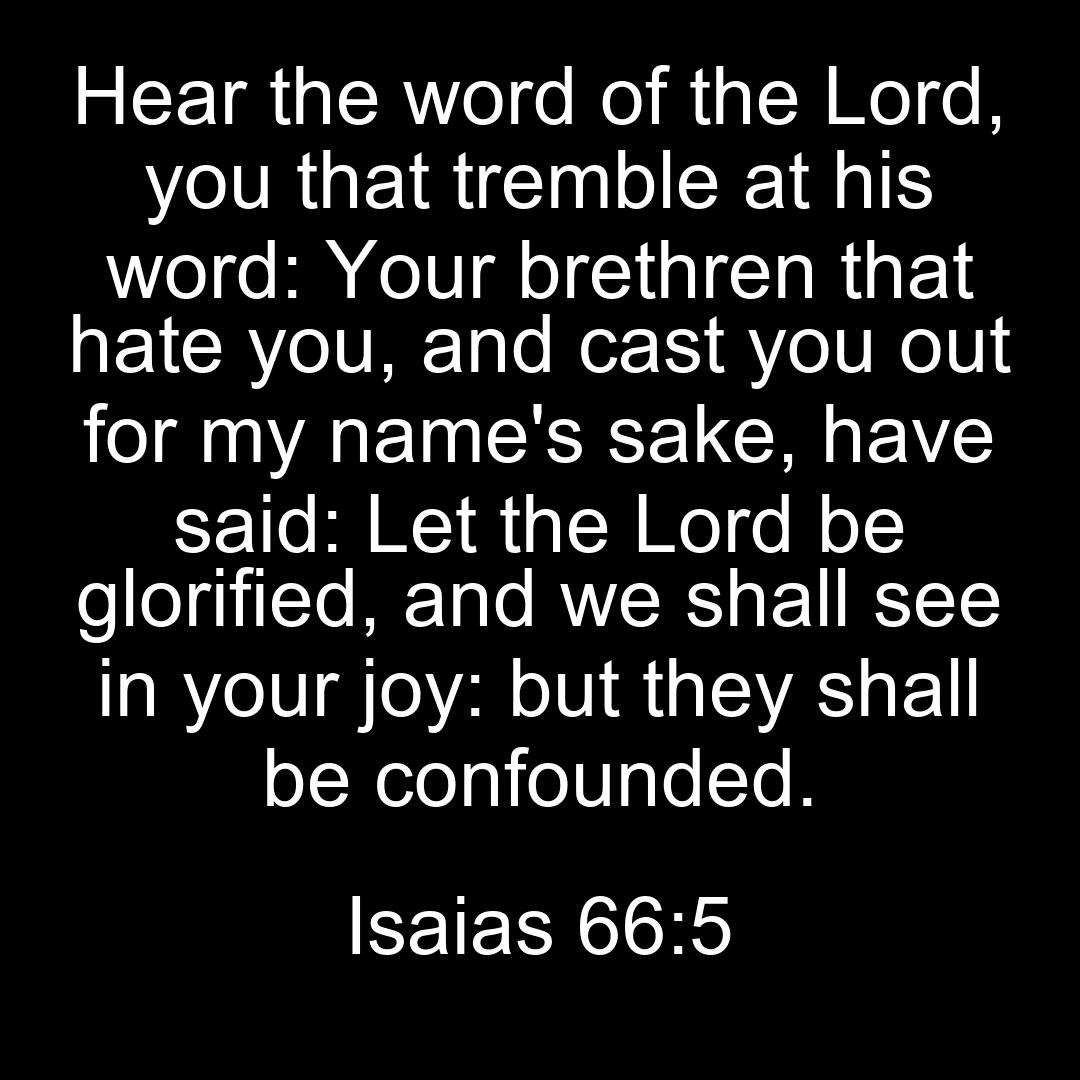 Hear the word of the Lord,
you that tremble at his
word: Your brethren that
hate you, and cast you out
for my name's sake, have
said: Let the Lord be
glorified, and we shall see
in your joy: but they shall
be confounded.
Isaias 66:5